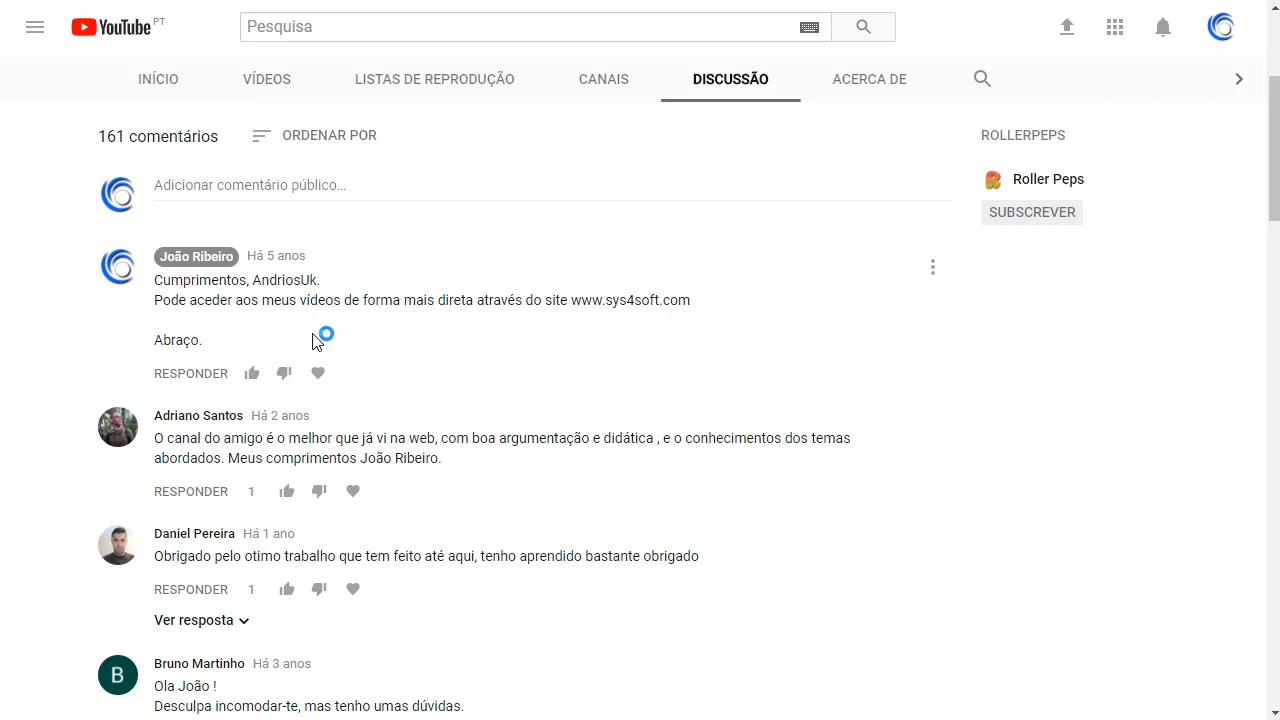 YouTube PT
Pesquisa
INÍCIO VÍDEOS LISTAS DE REPRODUÇÃO CANAIS DISCUSSÃO ACERCA DE
161 comentários ORDENAR POR
Adicionar comentário público...
João Ribeiro Há 5 anos
Cumprimentos, AndriosUk.
Pode aceder aos meus vídeos de forma mais direta através do site www.sys4soft.com
Abraço.
RESPONDER
Adriano Santos Há 2 anos
O canal do amigo é o melhor que já vi na web, com boa argumentação e didática , e o conhecimentos dos temas
abordados. Meus comprimentos João Ribeiro.
RESPONDER 1
Daniel Pereira Há 1 ano
Obrigado pelo otimo trabalho que tem feito até aqui, tenho aprendido bastante obrigado
RESPONDER 1
Ver resposta
B
Bruno Martinho Há 3 anos
Ola João !
Desculpa incomodar-te, mas tenho umas dúvidas.
ROLLERPEPS
R
Roller Peps
SUBSCREVER